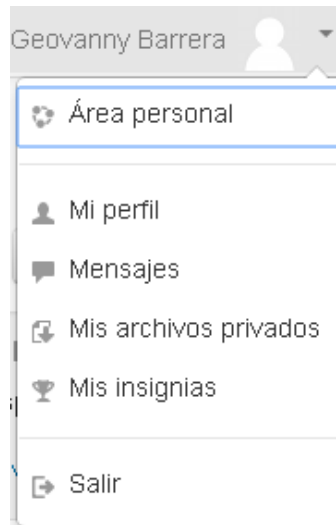 Geovanny Barrera
Área personal
Mi perfil
Mensajes
Mis archivos privados
Mis insignias
Salir